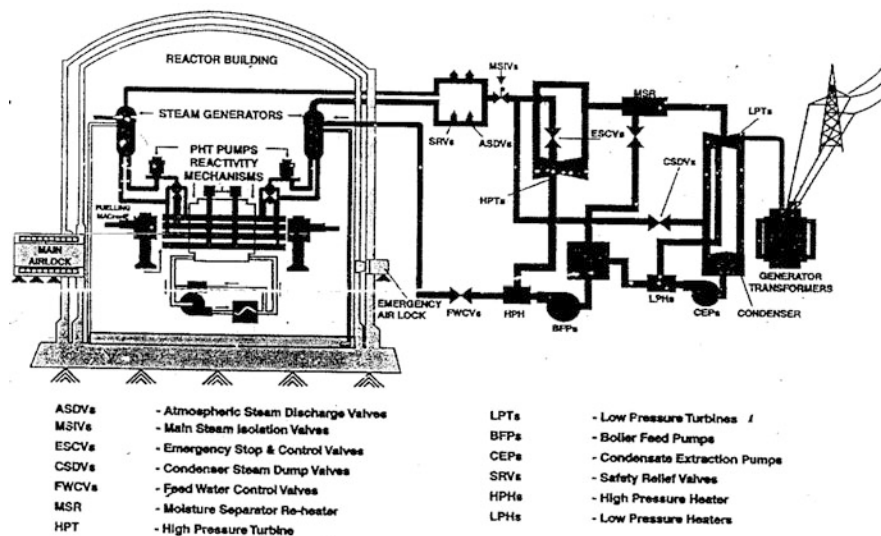 REACTOR BUILDING
STEAM GENERATORS
PHT PUMPS
REACTIVITY
MECHANISMS
FUELLING
MACHINE
MAIN
AIRLOCK
EMERGENCY
AIR LOCK
MSIVs
SRVs
ASDVs
ESCVs
HPTs
MSR
LPTs
CSDVs
GENERATOR
TRANSFORMERS
CONDENSER
FWCVs
HPH
BFPs
LPHs
CEPs
ASDVs - Atmospheric Steam Discharge Valves
MSIVs - Main Steam Isolation Valves
ESCVs - Emergency Stop & Control Valves
CSDVs - Condenser Steam Dump Valves
FWCVs - Feed Water Control Valves
MSR - Moisture Separator Re-heater
HPT - High Pressure Turbine
LPTs - Low Pressure Turbines
BFPs - Boiler Feed Pumps
CEPs - Condensate Extraction Pumps
SRVs - Safety Relief Valves
HPHs - High Pressure Heater
LPHs - Low Pressure Heaters